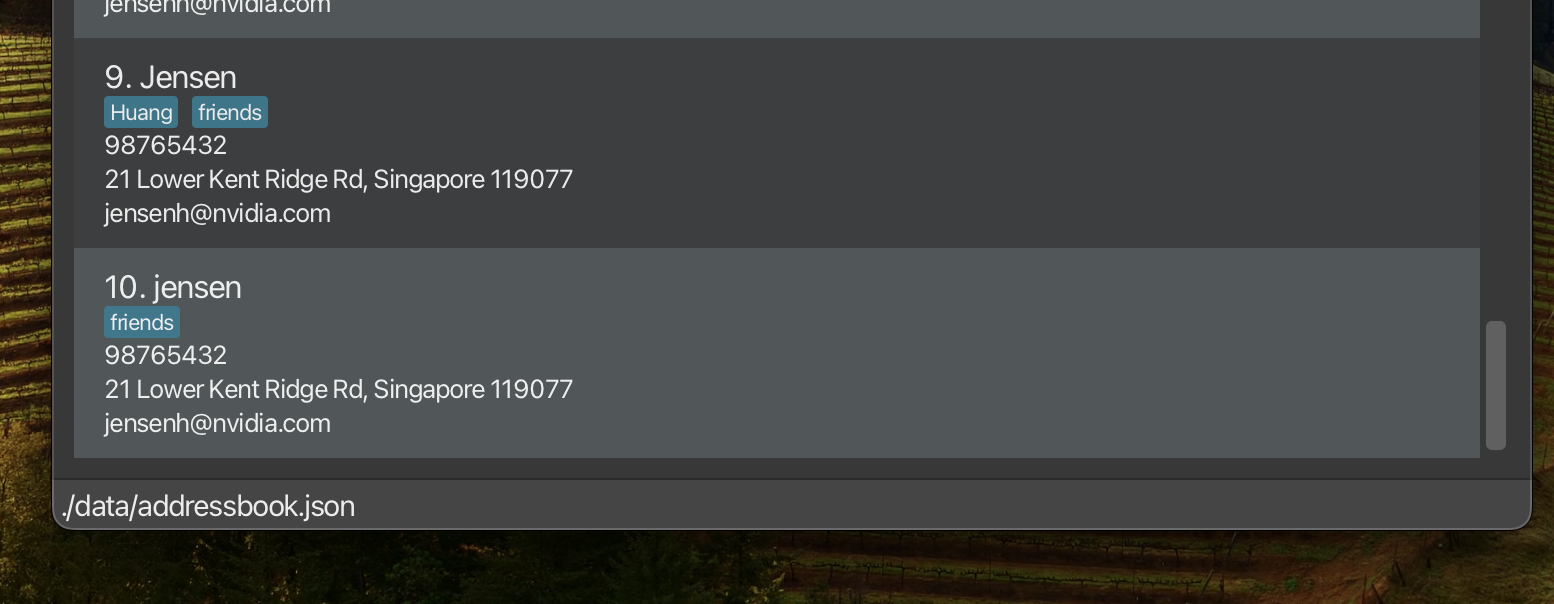 jensenh@nvidia.com
9. Jensen
Huang friends
98765432
21 Lower Kent Ridge Rd, Singapore 119077
jensenh@nvidia.com
10. jensen
friends
98765432
21 Lower Kent Ridge Rd, Singapore 119077
jensenh@nvidia.com
./data/addressbook.json